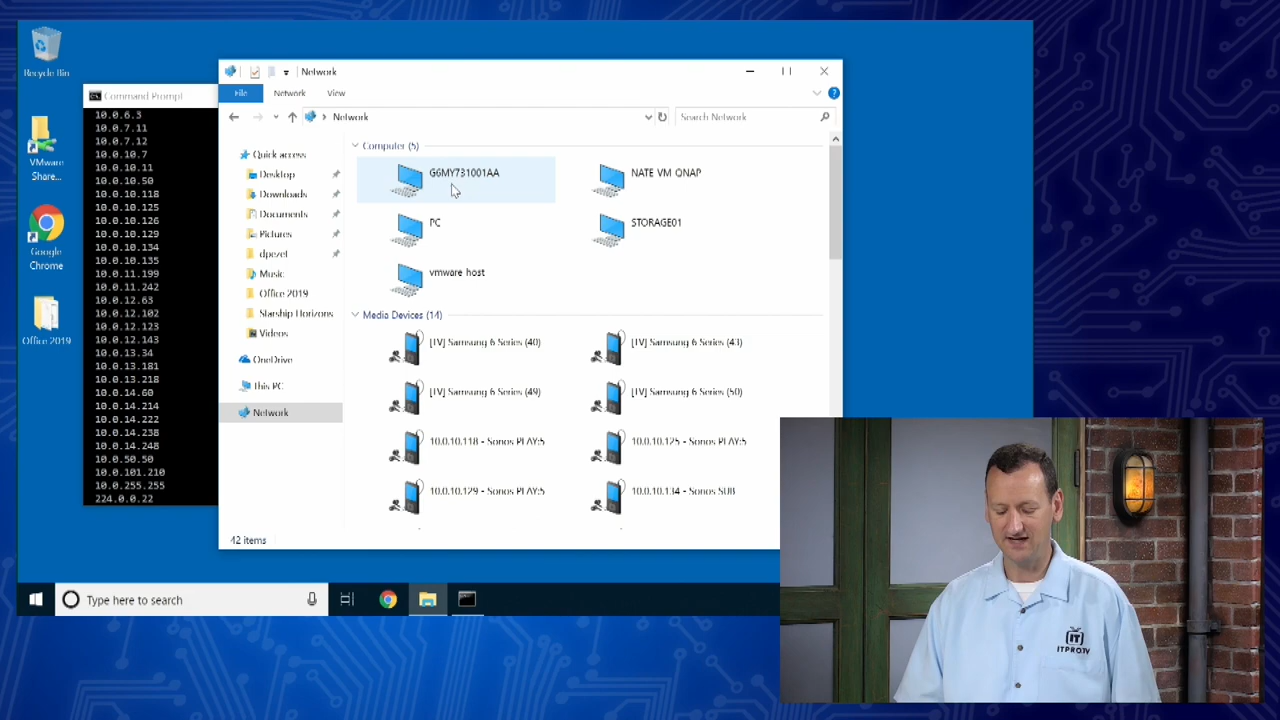 Recycle Bin
VMware
Share...
Google
Chrome
Office 2019
Command Prompt
10.0.6.3
10.0.7.11
10.0.7.12
10.0.10.7
10.0.10.11
10.0.10.50
10.0.10.118
10.0.10.125
10.0.10.126
10.0.10.129
10.0.10.134
10.0.10.135
10.0.11.199
10.0.11.242
10.0.12.63
10.0.12.102
10.0.12.123
10.0.12.143
10.0.13.34
10.0.13.181
10.0.13.218
10.0.14.60
10.0.14.214
10.0.14.222
10.0.14.238
10.0.14.248
10.0.50.50
10.0.101.210
10.0.255.255
224.0.0.22
Network
File Network View
Network
Search Network
Quick access
Desktop
Downloads
Documents
Pictures
dpezet
Music
Office 2019
Starship Horizons
Videos
OneDrive
This PC
Network
Computer (5)
G6MY731001AA
NATE VM QNAP
PC
STORAGE01
vmware host
Media Devices (14)
[TV] Samsung 6 Series (40)
[TV] Samsung 6 Series (43)
[TV] Samsung 6 Series (49)
[TV] Samsung 6 Series (50)
10.0.10.118 - Sonos PLAY:5
10.0.10.125 - Sonos PLAY:5
10.0.10.129 - Sonos PLAY:5
10.0.10.134 - Sonos SUB
42 items
Type here to search
IT
ITPROTV